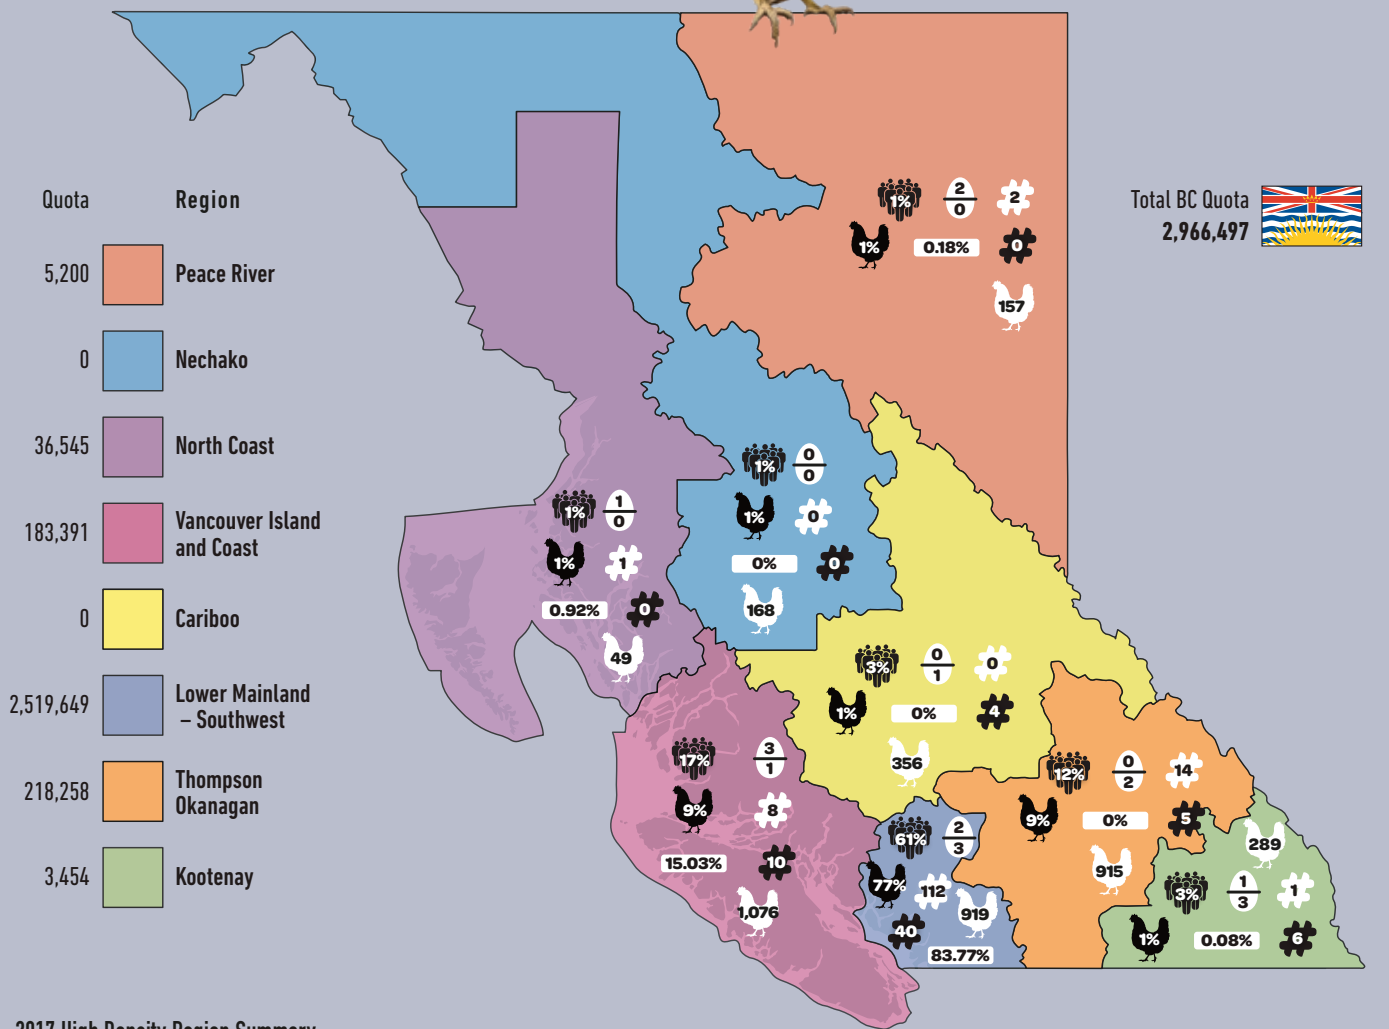 Quota Region
5,200 Peace River
0 Nechako
36,545 North Coast
183,391 Vancouver Island
and Coast
0 Cariboo
2,519,649 Lower Mainland
– Southwest
218,258 Thompson
Okanagan
3,454 Kootenay
Total BC Quota
2,966,497
1% 2 2
0
1% 0.18% 0
157
1% 0
0
1% 0
0% 0
168
1% 1
0
1% 1
0.92% 0
49
3% 0 0
1
1% 0% 4
356
17% 3
1
9% 8
15.03% 10
1,076
12% 0 14
2
9% 0% 5
915
61% 2
3
77% 112 919
40
83.77%
289
3% 1 1
3
1% 0.08% 6
2017 High Density Region Summary